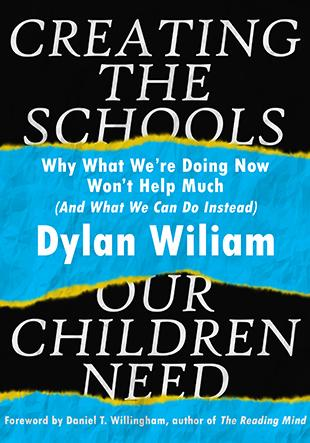 CREATING
THE
SCHOOLS
Why What We're Doing Now
Won't Help Much
(And What We Can Do Instead)
Dylan Wiliam
OUR
CHILDREN
NEED
Foreword by Daniel T. Willingham, author of The Reading Mind